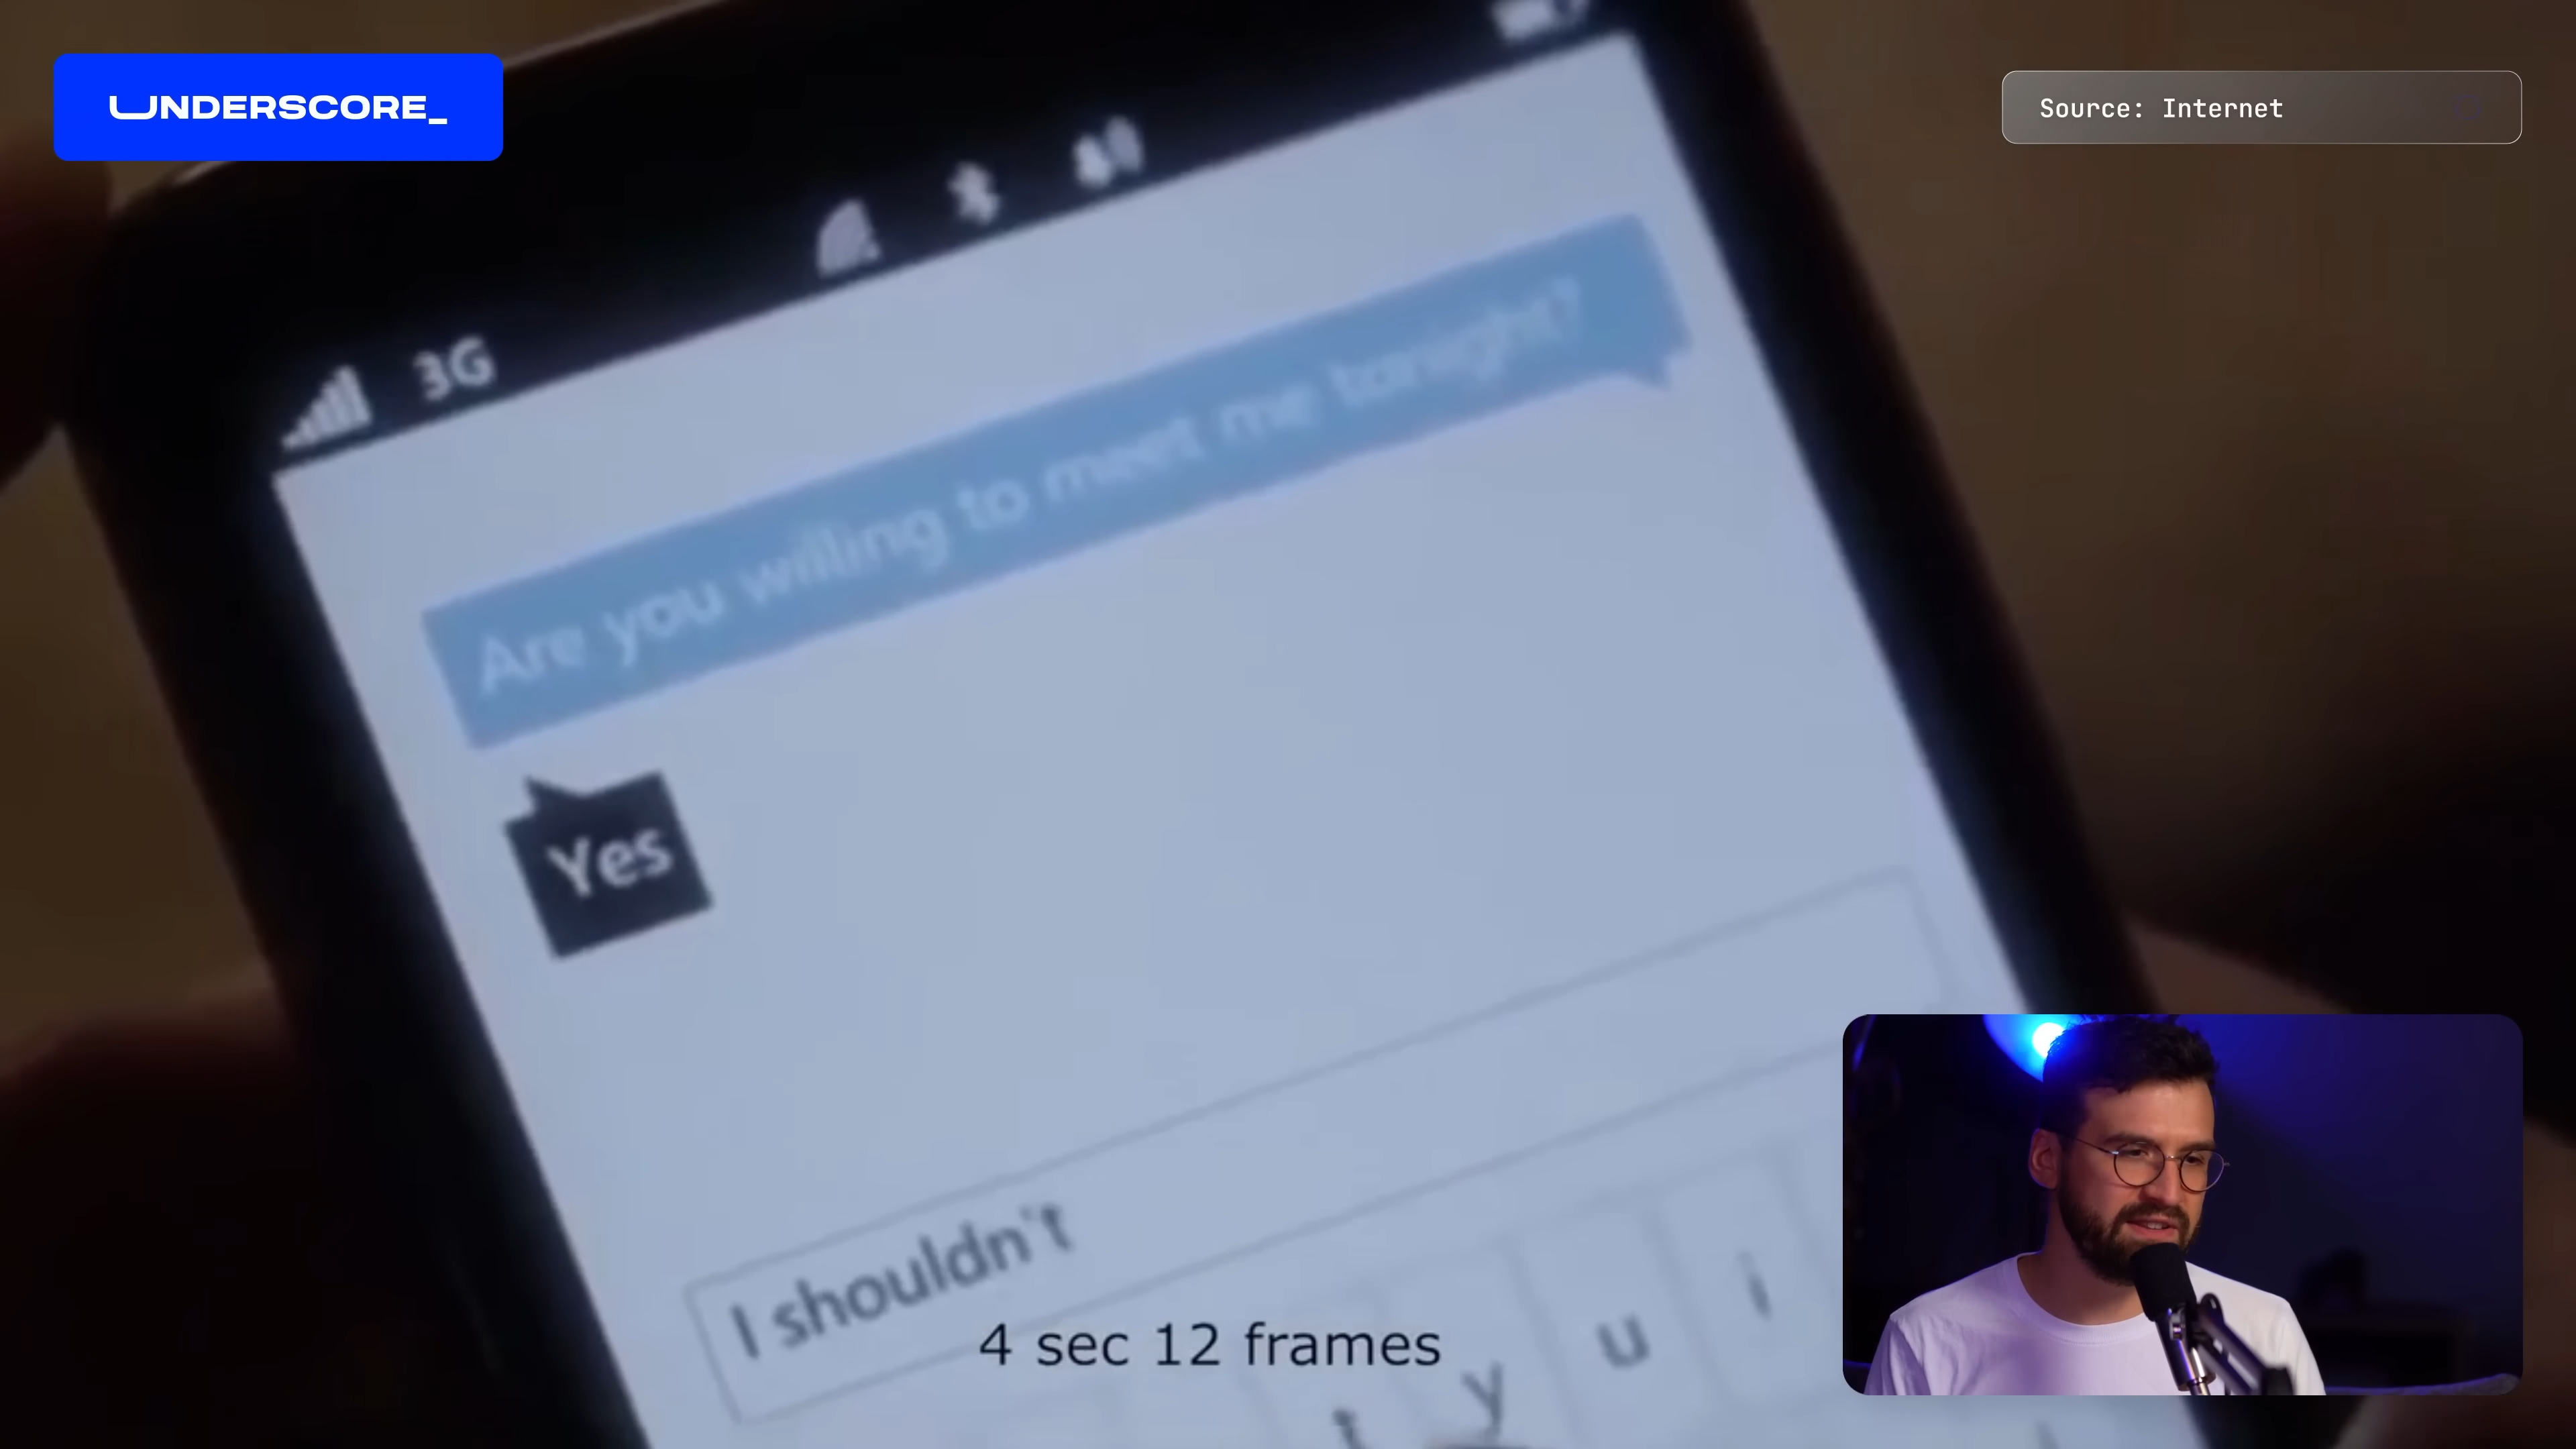 UNDERSCORE_
Source: Internet
3G
Are you willing to meet me tonight?
Yes
I shouldn't
4 sec 12 frames
t y u i